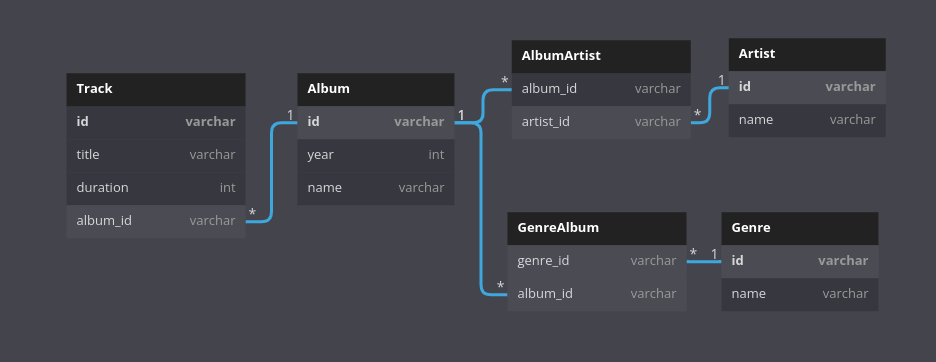 Track
id varchar
title varchar
duration int
album_id varchar
*
1
Album
id varchar
year int
name varchar
1
*
*
AlbumArtist
album_id varchar
artist_id varchar
*
1
Artist
id varchar
name varchar
GenreAlbum
genre_id varchar
album_id varchar
*
1
Genre
id varchar
name varchar